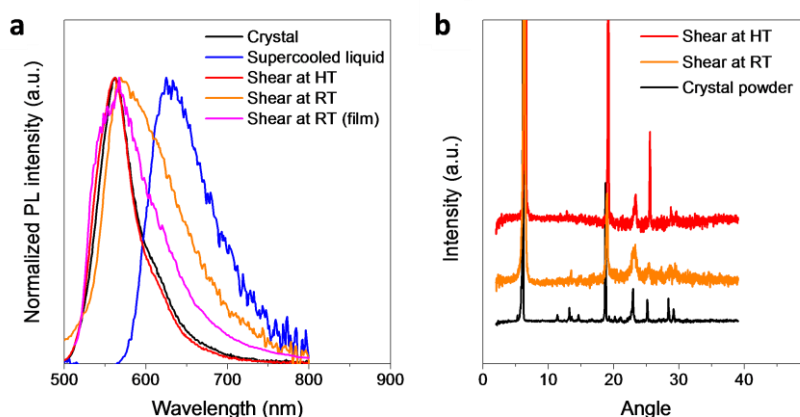 a
Crystal
Supercooled liquid
Shear at HT
Shear at RT
Shear at RT (film)
Normalized PL intensity (a.u.)
500 600 700 800 900
Wavelength (nm)
b
Shear at HT
Shear at RT
Crystal powder
Intensity (a.u.)
0 10 20 30 40
Angle